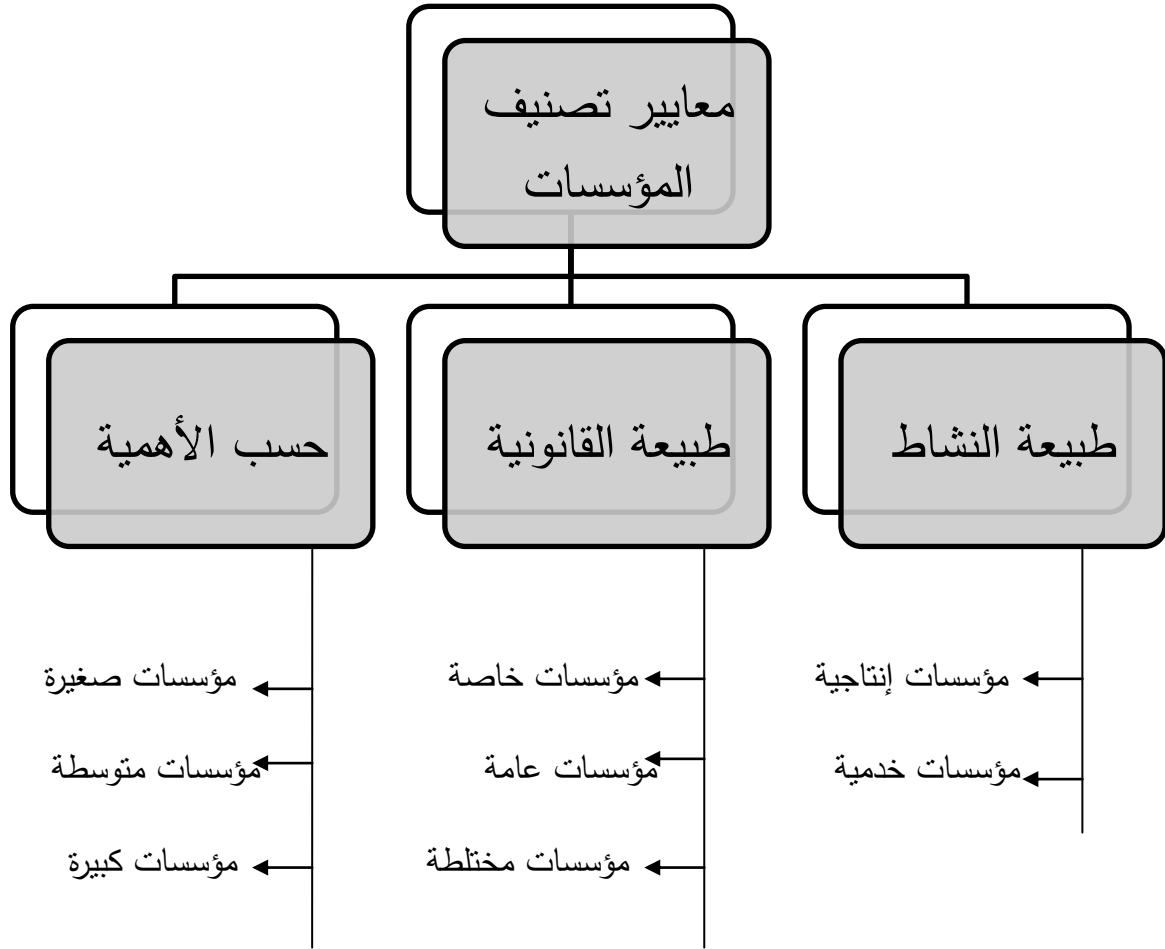 معايير تصنيف
المؤسسات
طبيعة النشاط
طبيعة القانونية
حسب الأهمية
مؤسسات إنتاجية
مؤسسات خدمية
مؤسسات خاصة
مؤسسات عامة
مؤسسات مختلطة
مؤسسات صغيرة
مؤسسات متوسطة
مؤسسات كبيرة